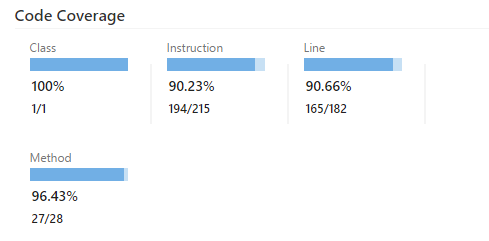 Code Coverage
Class
100%
1/1
Instruction
90.23%
194/215
Line
90.66%
165/182
Method
96.43%
27/28